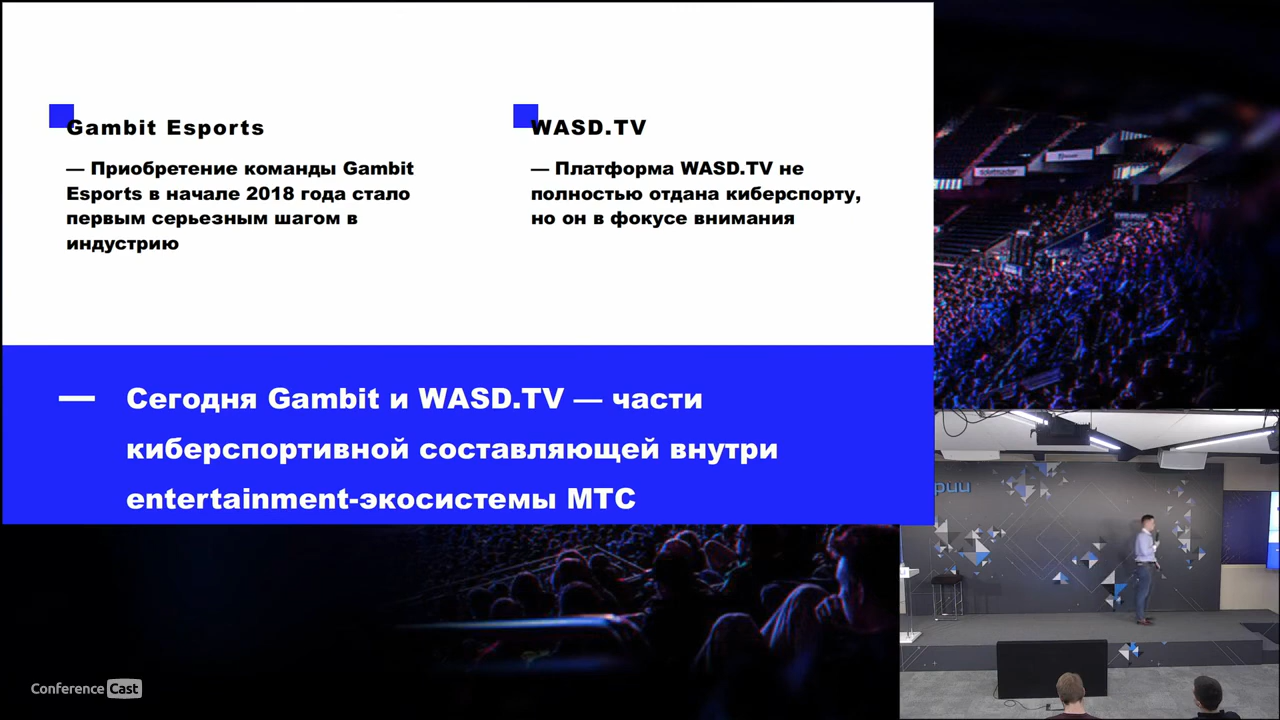 Gambit Esports
— Приобретение команды Gambit
Esports в начале 2018 года стало
первым серьезным шагом в
индустрию
WASD.TV
— Платформа WASD.TV не
полностью отдана киберспорту,
но он в фокусе внимания
— Сегодня Gambit и WASD.TV — части
киберспортивной составляющей внутри
entertainment-экосистемы МТС
ConferenceCast